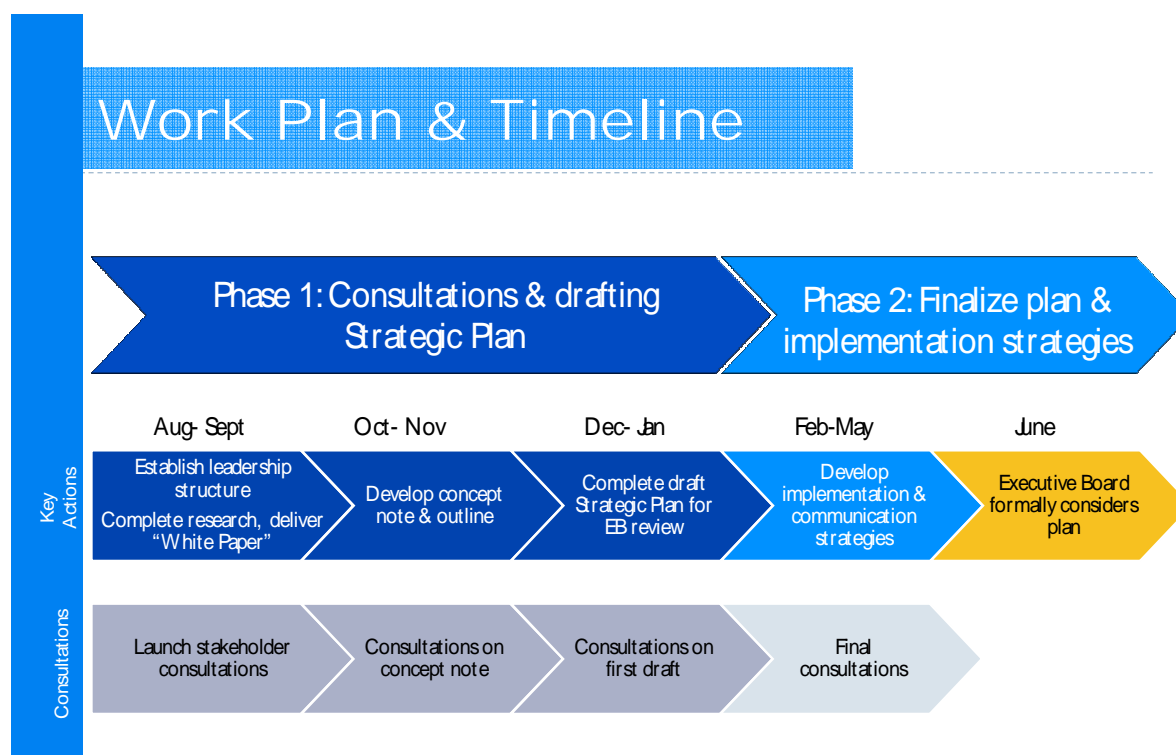 Work Plan & Timeline
Phase 1: Consultations & drafting
Strategic Plan
Phase 2: Finalize plan &
implementation strategies
Aug- Sept
Oct- Nov
Dec- Jan
Feb-May
June
Key
Actions
Establish leadership
structure
Complete research, deliver
“White Paper”
Develop concept
note & outline
Complete draft
Strategic Plan for
EB review
Develop
implementation &
communication
strategies
Executive Board
formally considers
plan
Consultations
Launch stakeholder
consultations
Consultations on
concept note
Consultations on
first draft
Final
consultations